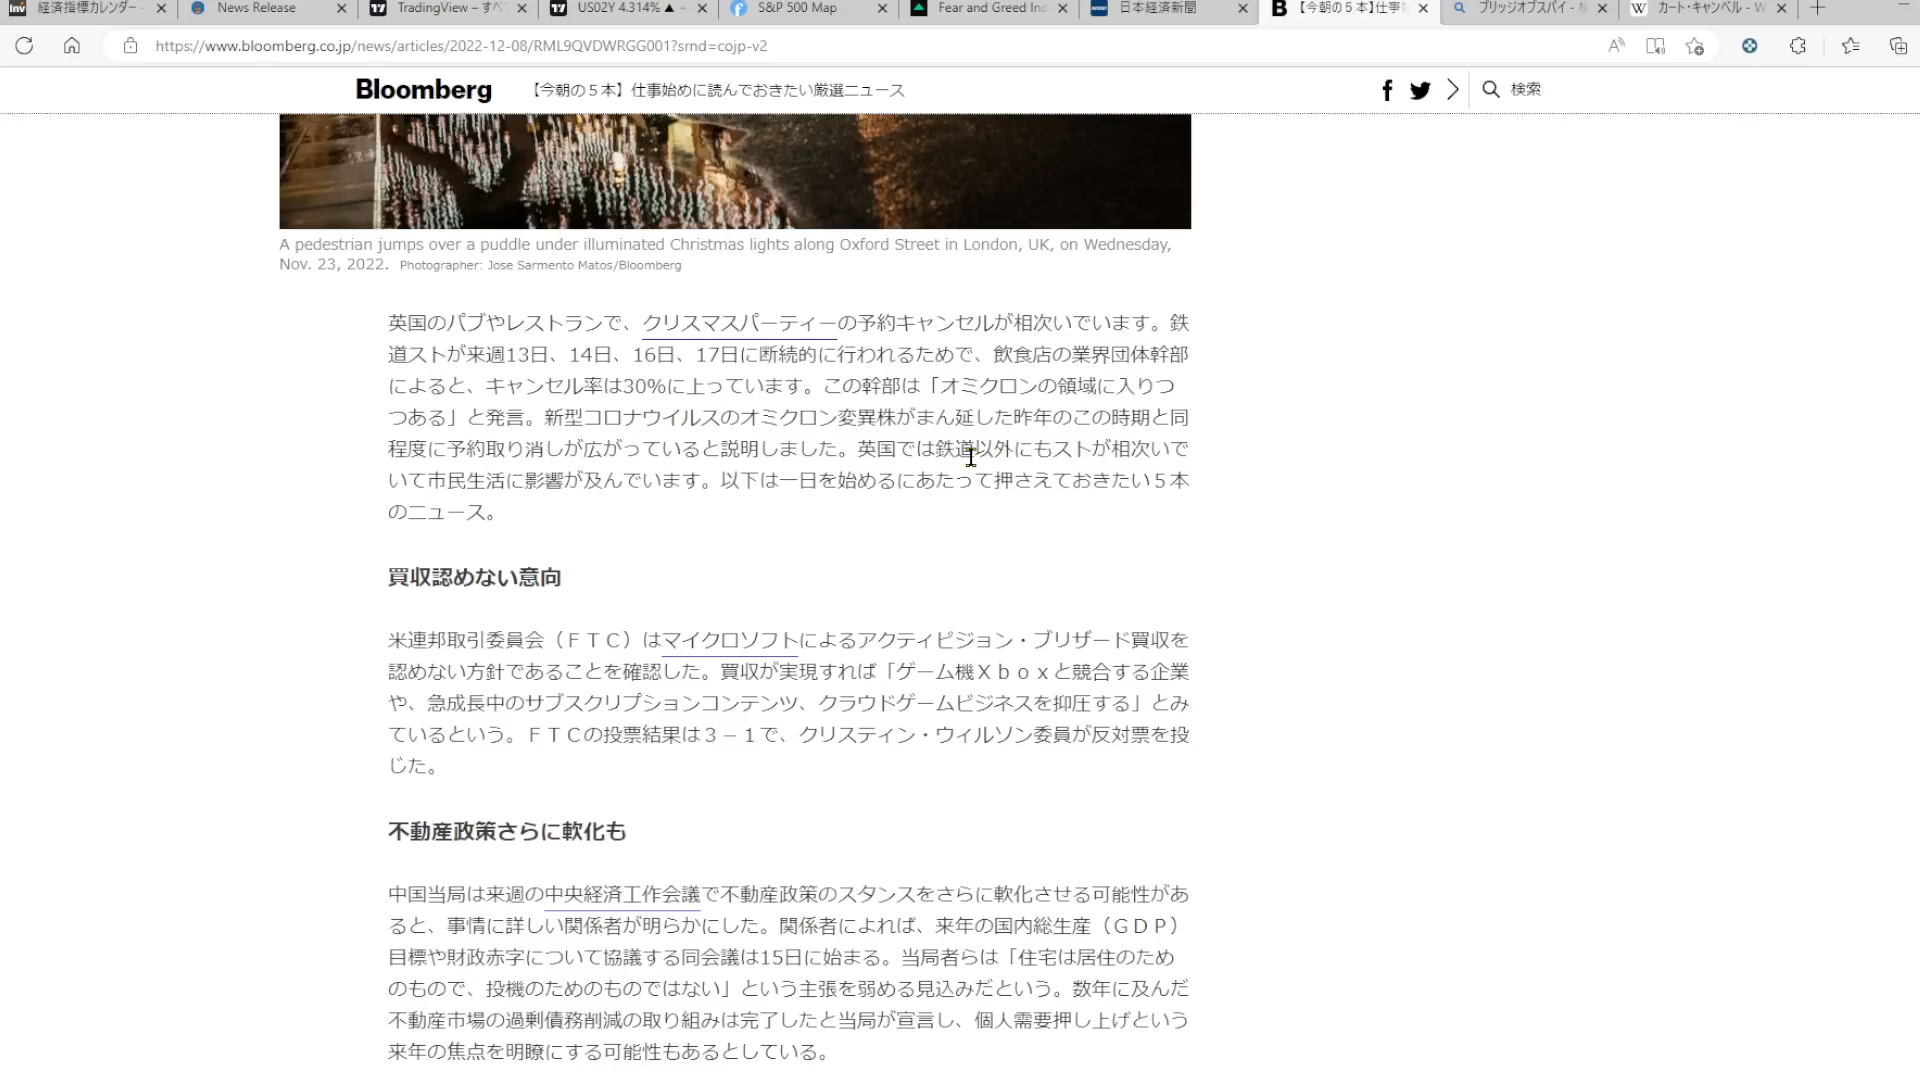 経済指標カレンダー -
News Release
TradingView – すべ
US02Y 4.314% ▲
S&P 500 Map
Fear and Greed Ind
日本経済新聞
【今朝の５本】仕事始
ブリッジオブスパイ - 検
カート・キャンベル - W
https://www.bloomberg.co.jp/news/articles/2022-12-08/RML9QVDWRGG001?srnd=cojp-v2
Bloomberg 【今朝の５本】仕事始めに読んでおきたい厳選ニュース 検索
A pedestrian jumps over a puddle under illuminated Christmas lights along Oxford Street in London, UK, on Wednesday,
Nov. 23, 2022. Photographer: Jose Sarmento Matos/Bloomberg
英国のパブやレストランで、クリスマスパーティーの予約キャンセルが相次いでいます。鉄
道ストが来週13日、14日、16日、17日に断続的に行われるためで、飲食店の業界団体幹部
によると、キャンセル率は30%に上っています。この幹部は「オミクロンの領域に入りつ
つある」と発言。新型コロナウイルスのオミクロン変異株がまん延した昨年のこの時期と同
程度に予約取り消しが広がっていると説明しました。英国では鉄道以外にもストが相次いで
いて市民生活に影響が及んでいます。以下は一日を始めるにあたって押さえておきたい５本
のニュース。
買収認めない意向
米連邦取引委員会（ＦＴＣ）はマイクロソフトによるアクティビジョン・ブリザード買収を
認めない方針であることを確認した。買収が実現すれば「ゲーム機Ｘｂｏｘと競合する企業
や、急成長中のサブスクリプションコンテンツ、クラウドゲームビジネスを抑圧する」とみ
ているという。ＦＴＣの投票結果は３－１で、クリスティン・ウィルソン委員が反対票を投
じた。
不動産政策さらに軟化も
中国当局は来週の中央経済工作会議で不動産政策のスタンスをさらに軟化させる可能性があ
ると、事情に詳しい関係者が明らかにした。関係者によれば、来年の国内総生産（ＧＤＰ）
目標や財政赤字について協議する同会議は15日に始まる。当局者らは「住宅は居住のため
のもので、投機のためのものではない」という主張を弱める見込みだという。数年に及んだ
不動産市場の過剰債務削減の取り組みは完了したと当局が宣言し、個人需要押し上げという
来年の焦点を明瞭にする可能性もあるとしている。